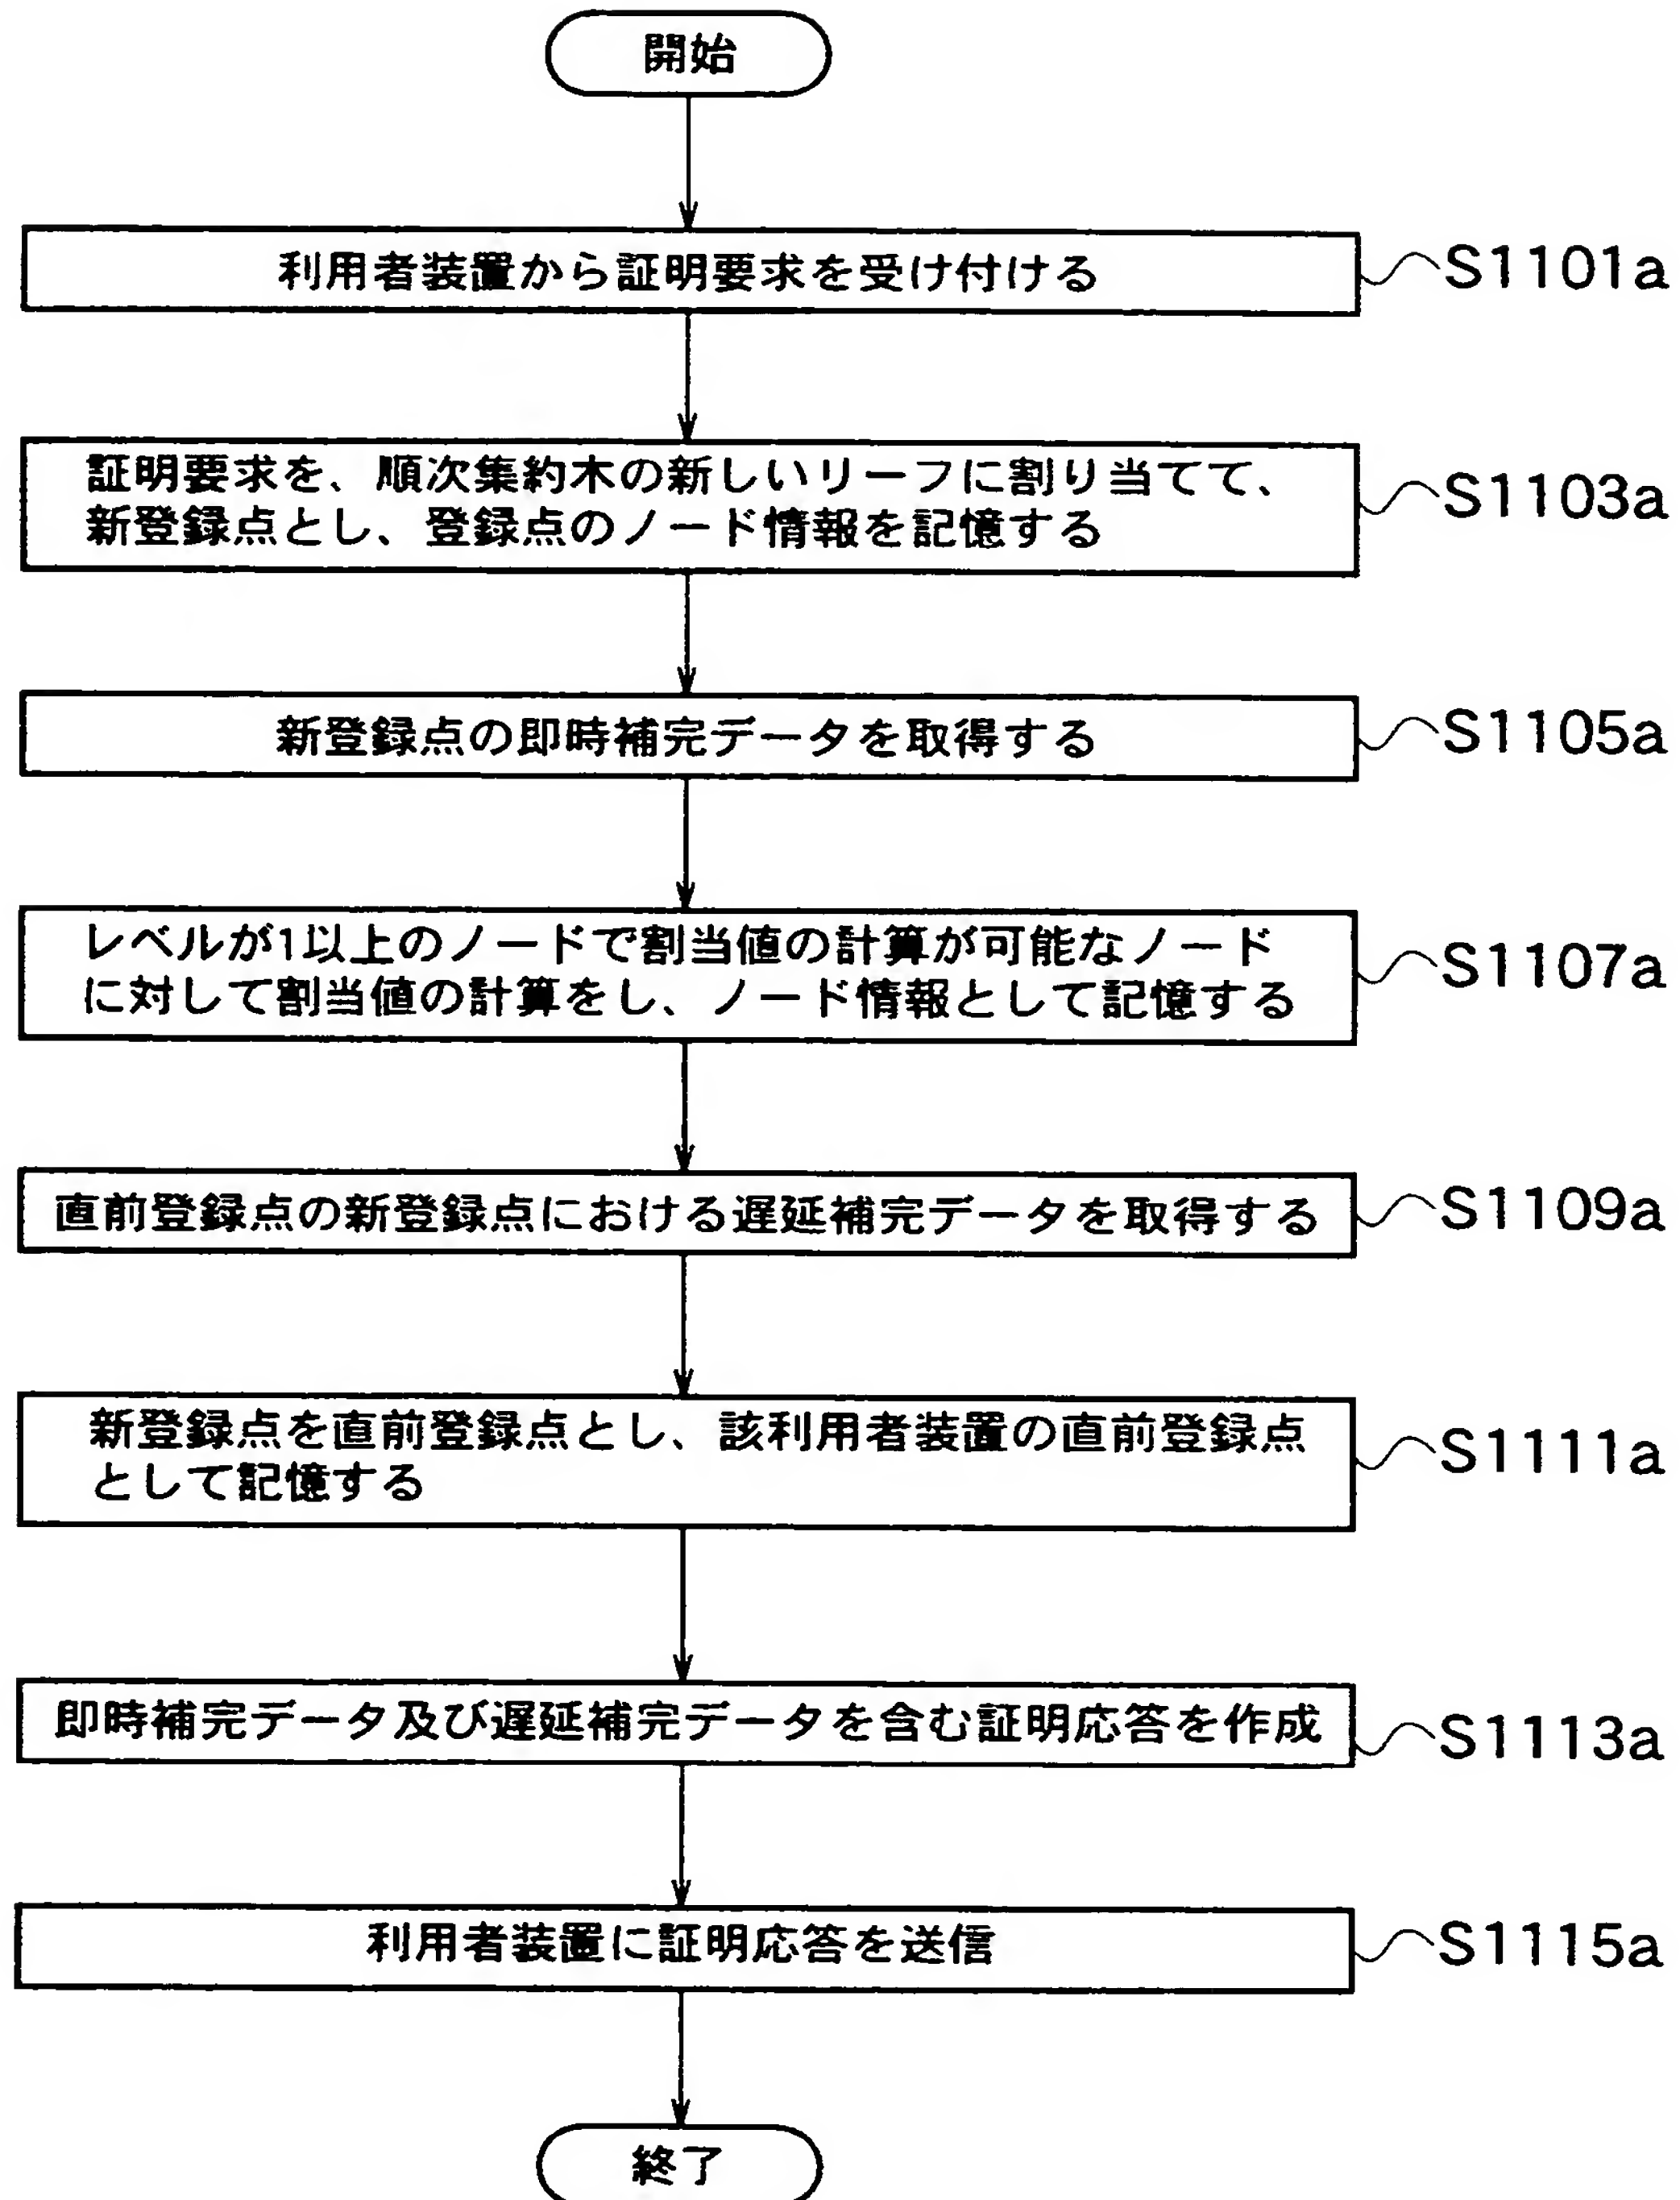 開始
利用者装置から証明要求を受け付ける
S1101a
証明要求を、順次集約木の新しいリーフに割り当てて、
新登録点とし、登録点のノード情報を記憶する
S1103a
新登録点の即時補完データを取得する
S1105a
レベルが1以上のノードで割当値の計算が可能なノード
に対して割当値の計算をし、ノード情報として記憶する
S1107a
直前登録点の新登録点における遅延補完データを取得する
S1109a
新登録点を直前登録点とし、該利用者装置の直前登録点
として記憶する
S1111a
即時補完データ及び遅延補完データを含む証明応答を作成
S1113a
利用者装置に証明応答を送信
S1115a
終了